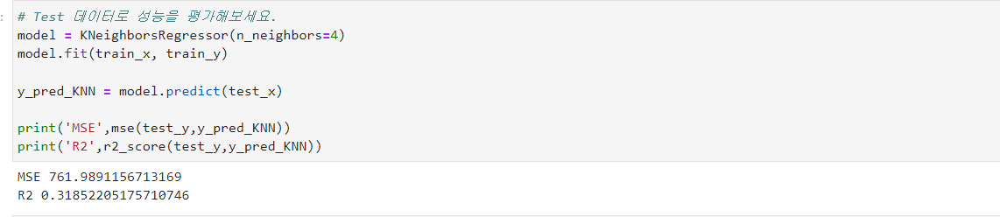 :
# Test 데이터로 성능을 평가해보세요.
model = KNeighborsRegressor(n_neighbors=4)
model.fit(train_x, train_y)
y_pred_KNN = model.predict(test_x)
print('MSE',mse(test_y,y_pred_KNN))
print('R2',r2_score(test_y,y_pred_KNN))
MSE 761.9891156713169
R2 0.31852205175710746